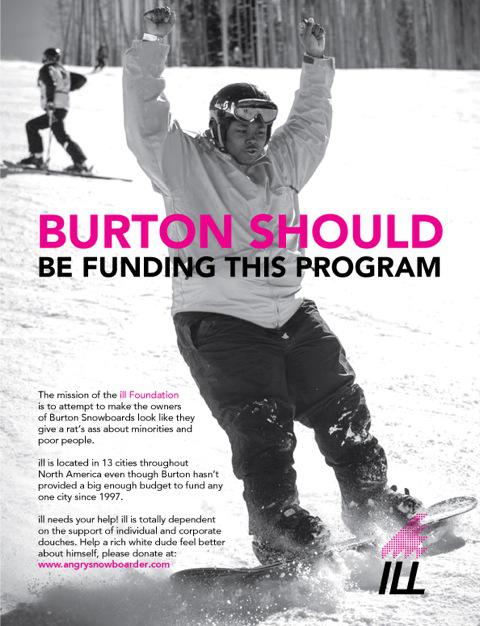 BURTON SHOULD
BE FUNDING THIS PROGRAM
The mission of the ill Foundation
is to attempt to make the owners
of Burton Snowboards look like they
give a rat's ass about minorities and
poor people.
ill is located in 13 cities throughout
North America even though Burton hasn't
provided a big enough budget to fund any
one city since 1997.
ill needs your help! ill is totally dependent
on the support of individual and corporate
douches. Help a rich white dude feel better
about himself, please donate at:
www.angrysnowboarder.com
ILL